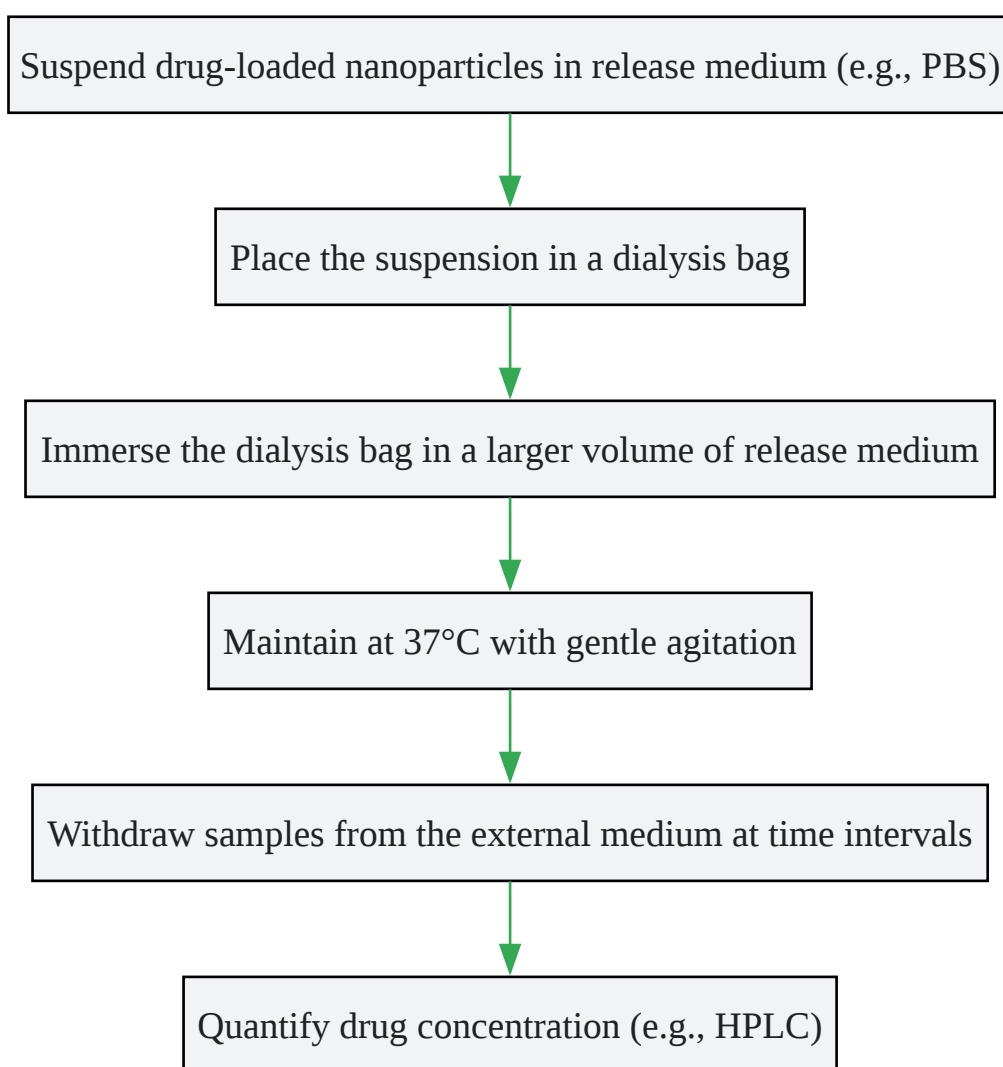 Suspend drug-loaded nanoparticles in release medium (e.g., PBS)
Place the suspension in a dialysis bag
Immerse the dialysis bag in a larger volume of release medium
Maintain at 37°C with gentle agitation
Withdraw samples from the external medium at time intervals
Quantify drug concentration (e.g., HPLC)